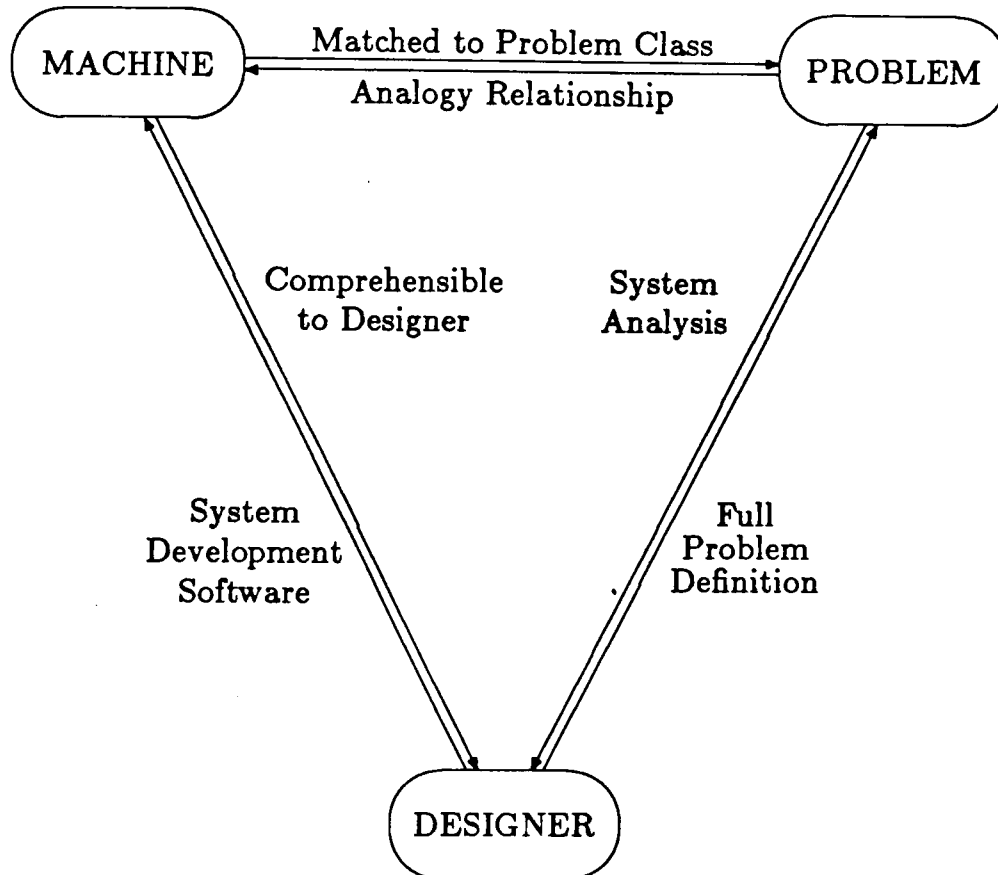 MACHINE
Matched to Problem Class
Analogy Relationship
PROBLEM
Comprehensible
to Designer
System
Analysis
System
Development
Software
Full
Problem
Definition
DESIGNER